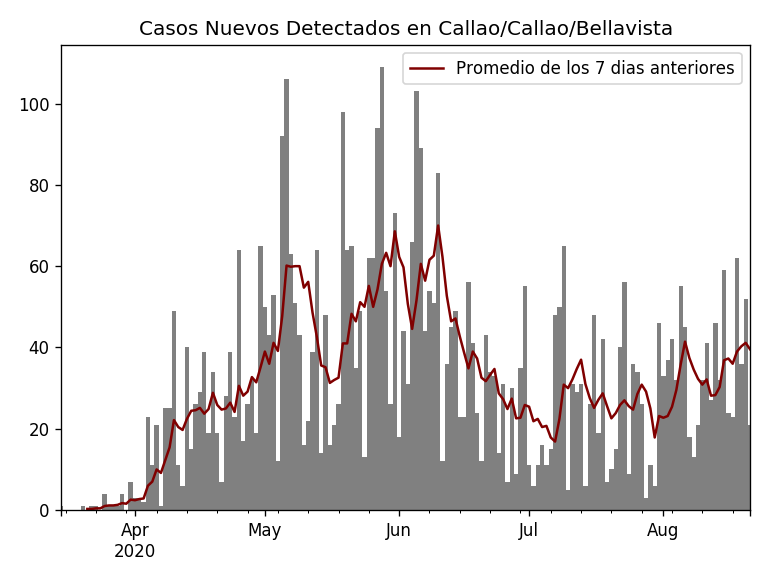 Casos Nuevos Detectados en Callao/Callao/Bellavista
Promedio de los 7 dias anteriores
100
80
60
40
20
0
Apr May Jun Jul Aug
2020